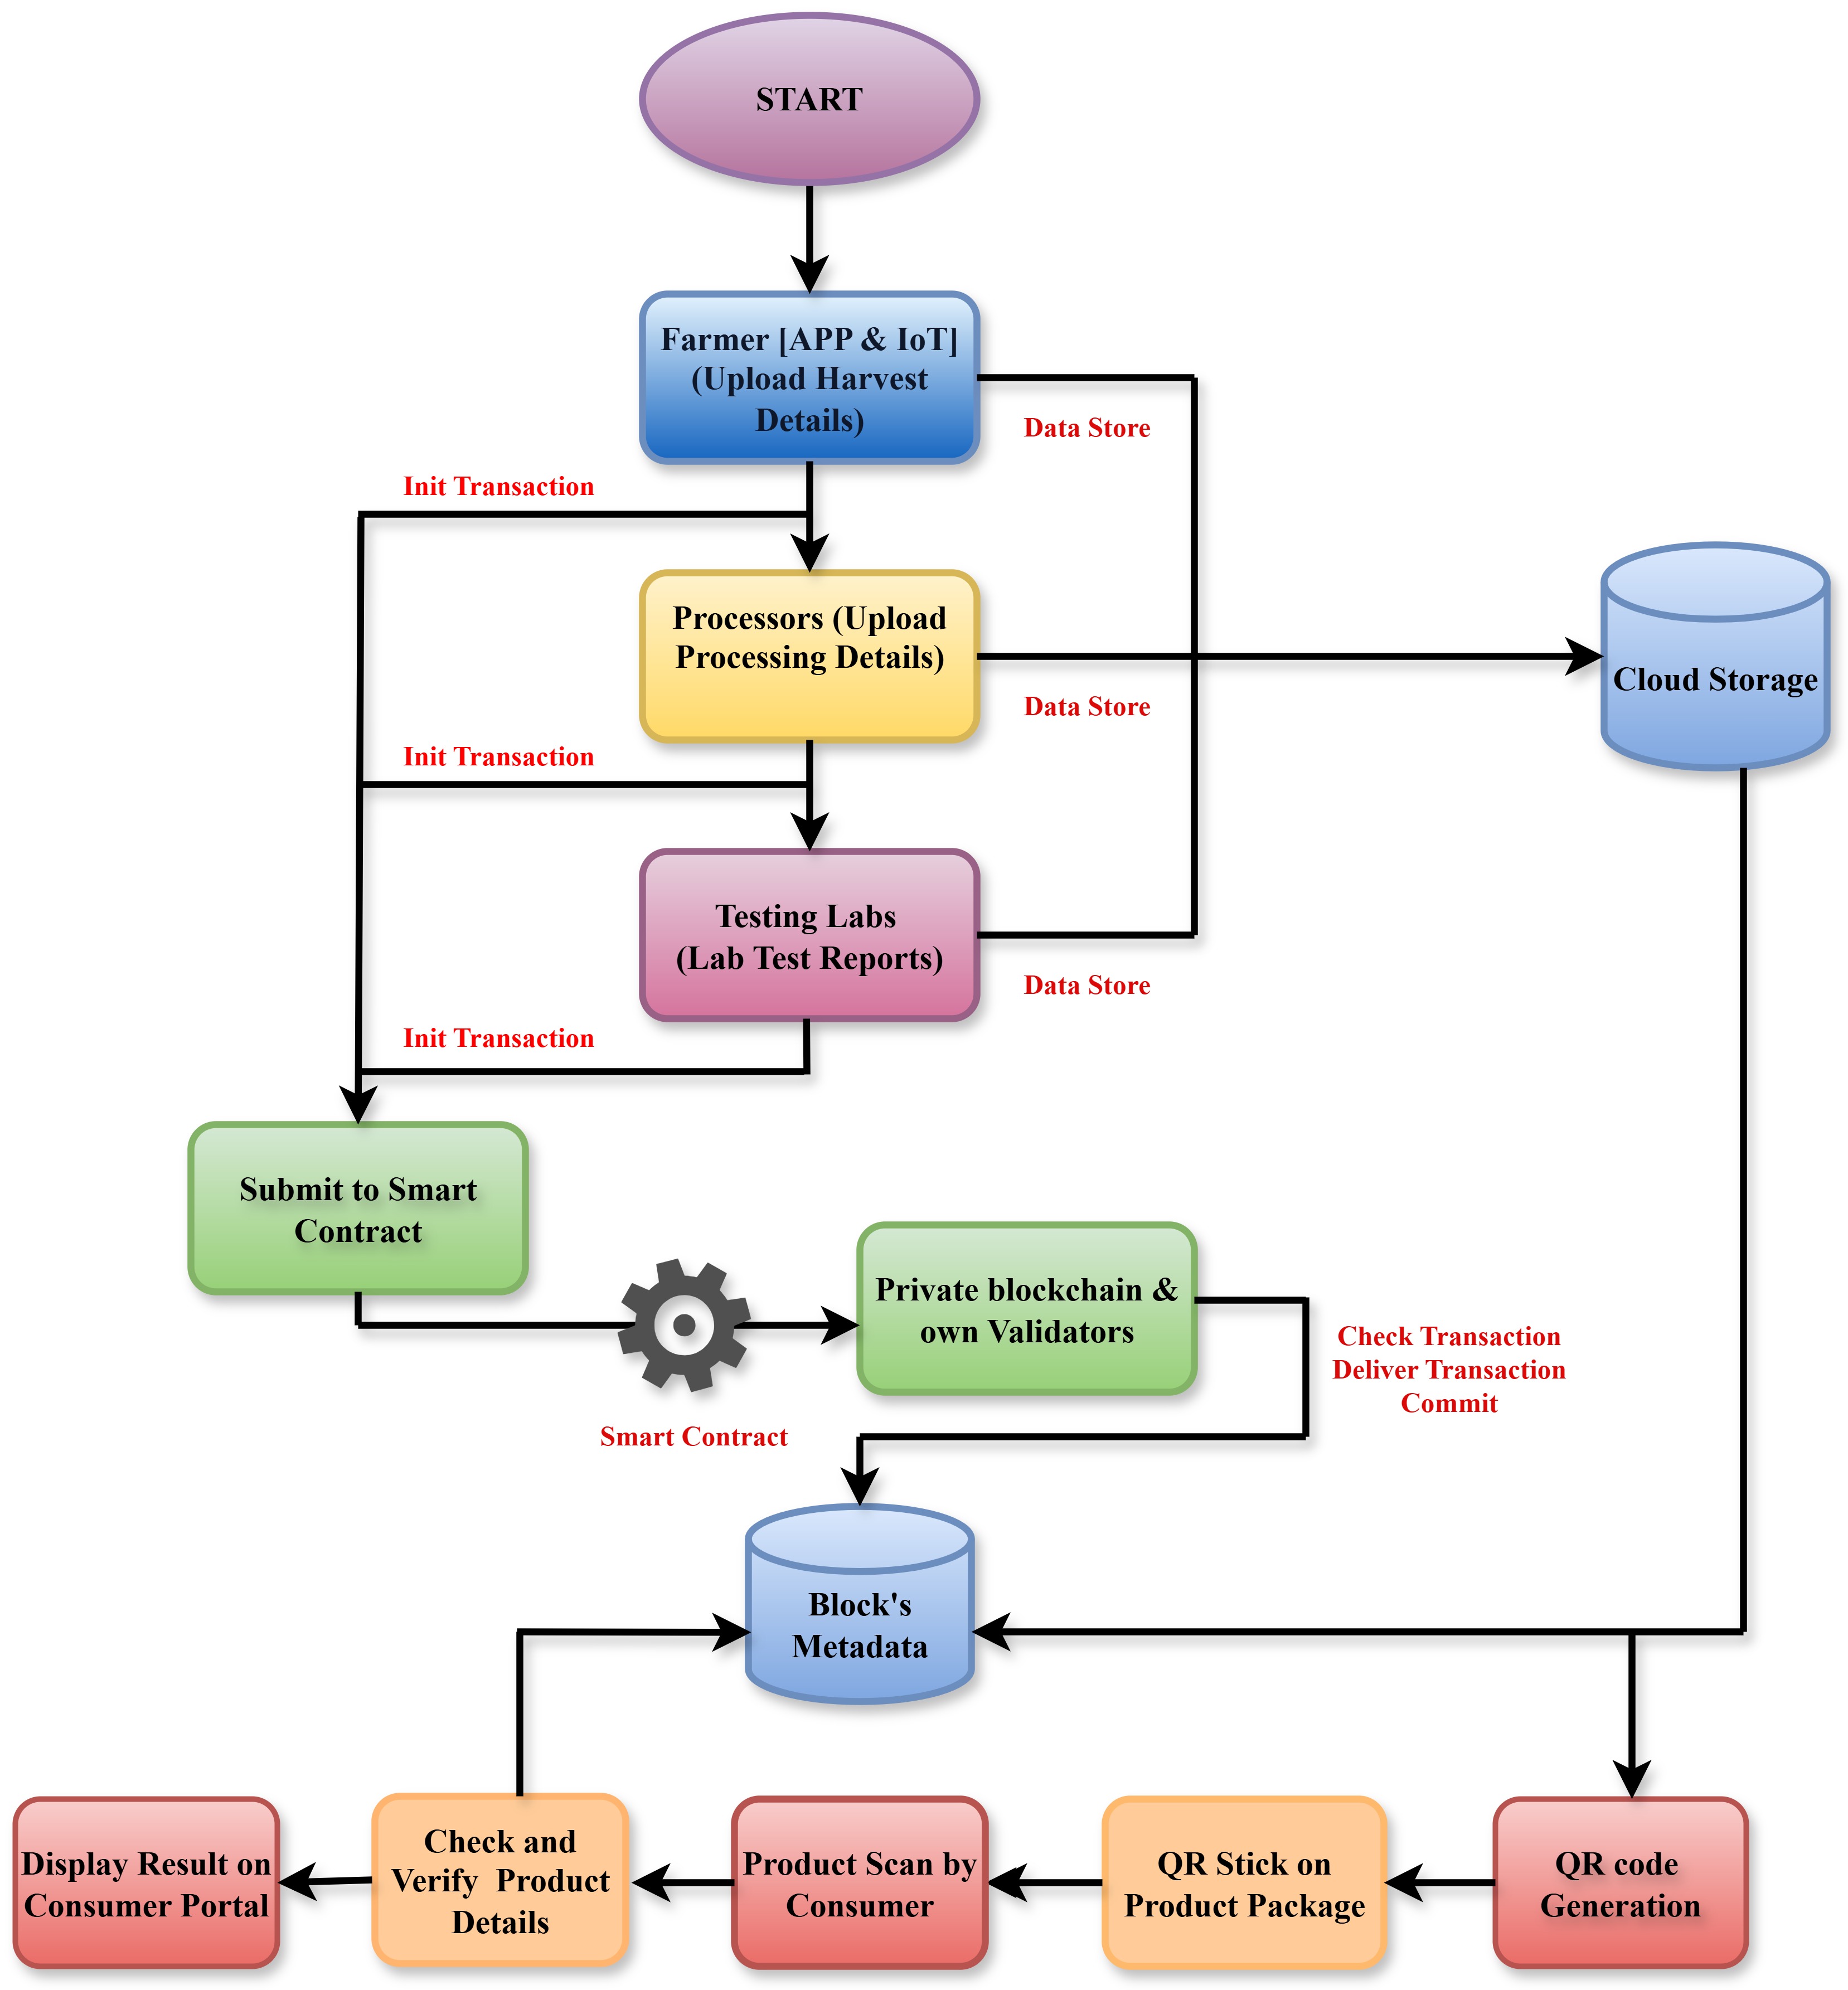 START
Farmer [APP & IoT]
(Upload Harvest
Details)
Data Store
Init Transaction
Processors (Upload
Processing Details)
Cloud Storage
Data Store
Init Transaction
Testing Labs
(Lab Test Reports)
Data Store
Init Transaction
Submit to Smart
Contract
Private blockchain &
own Validators
Check Transaction
Deliver Transaction
Commit
Smart Contract
Block's
Metadata
Display Result on
Consumer Portal
Check and
Verify Product
Details
Product Scan by
Consumer
QR Stick on
Product Package
QR code
Generation